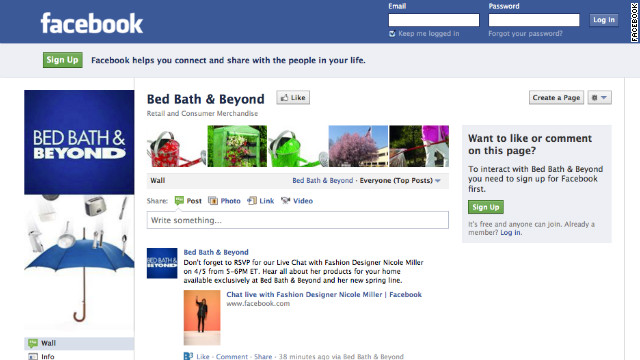 facebook
Email
Password
Log In
Keep me logged in
Forgot your password?
FACEBOOK
Sign Up
Facebook helps you connect and share with the people in your life.
BED BATH &
BEYOND
Bed Bath & Beyond
Like
Create a Page
Retail and Consumer Merchandise
Want to like or comment
on this page?
To interact with Bed Bath & Beyond
you need to sign up for Facebook
first.
Sign Up
It's free and anyone can join. Already a
member? Log in.
Wall
Bed Bath & Beyond · Everyone (Top Posts)
Share: Post Photo Link Video
Write something...
BED BATH &
BEYOND
Bed Bath & Beyond
Don't forget to RSVP for our Live Chat with Fashion Designer Nicole Miller
on 4/5 from 5-6PM ET. Hear all about her products for your home
available exclusively at Bed Bath & Beyond and her new spring line.
Chat live with Fashion Designer Nicole Miller | Facebook
www.facebook.com
Like · Comment · Share · 38 minutes ago via Bed Bath & Beyond
Wall
Info